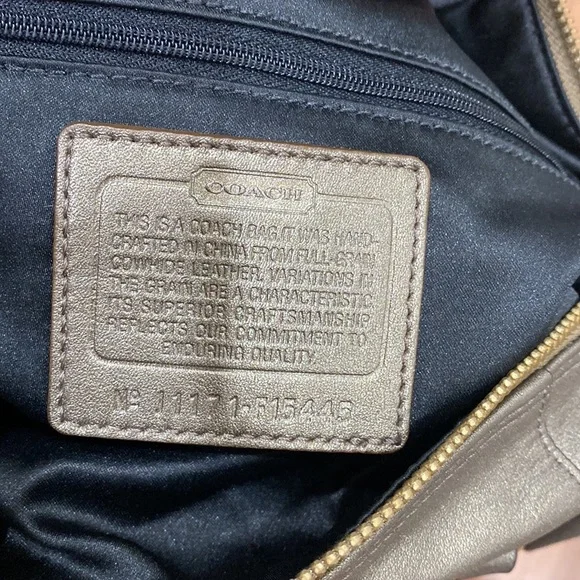 COACH
THIS IS A COACH BAG.IT WAS HAND-
CRAFTED IN CHINA FROM FULL-GRAIN
COWHIDE LEATHER. VARIATIONS IN
THE GRAIN ARE A CHARACTERISTIC.
ITS SUPERIOR CRAFTSMANSHIP
REFLECTS OUR COMMITMENT TO
ENDURING QUALITY.
Nº 11171-F15445